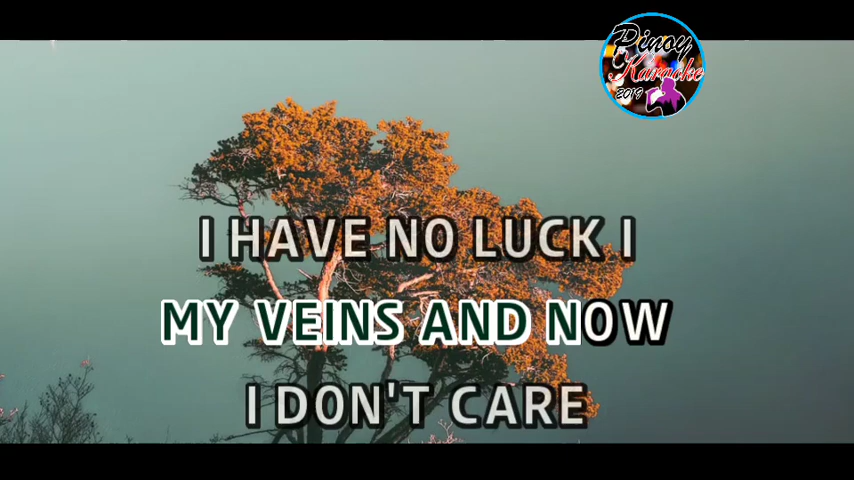 Pinoy
Karaoke
2019
I HAVE NO LUCK I
MY VEINS AND NOW
I DON'T CARE